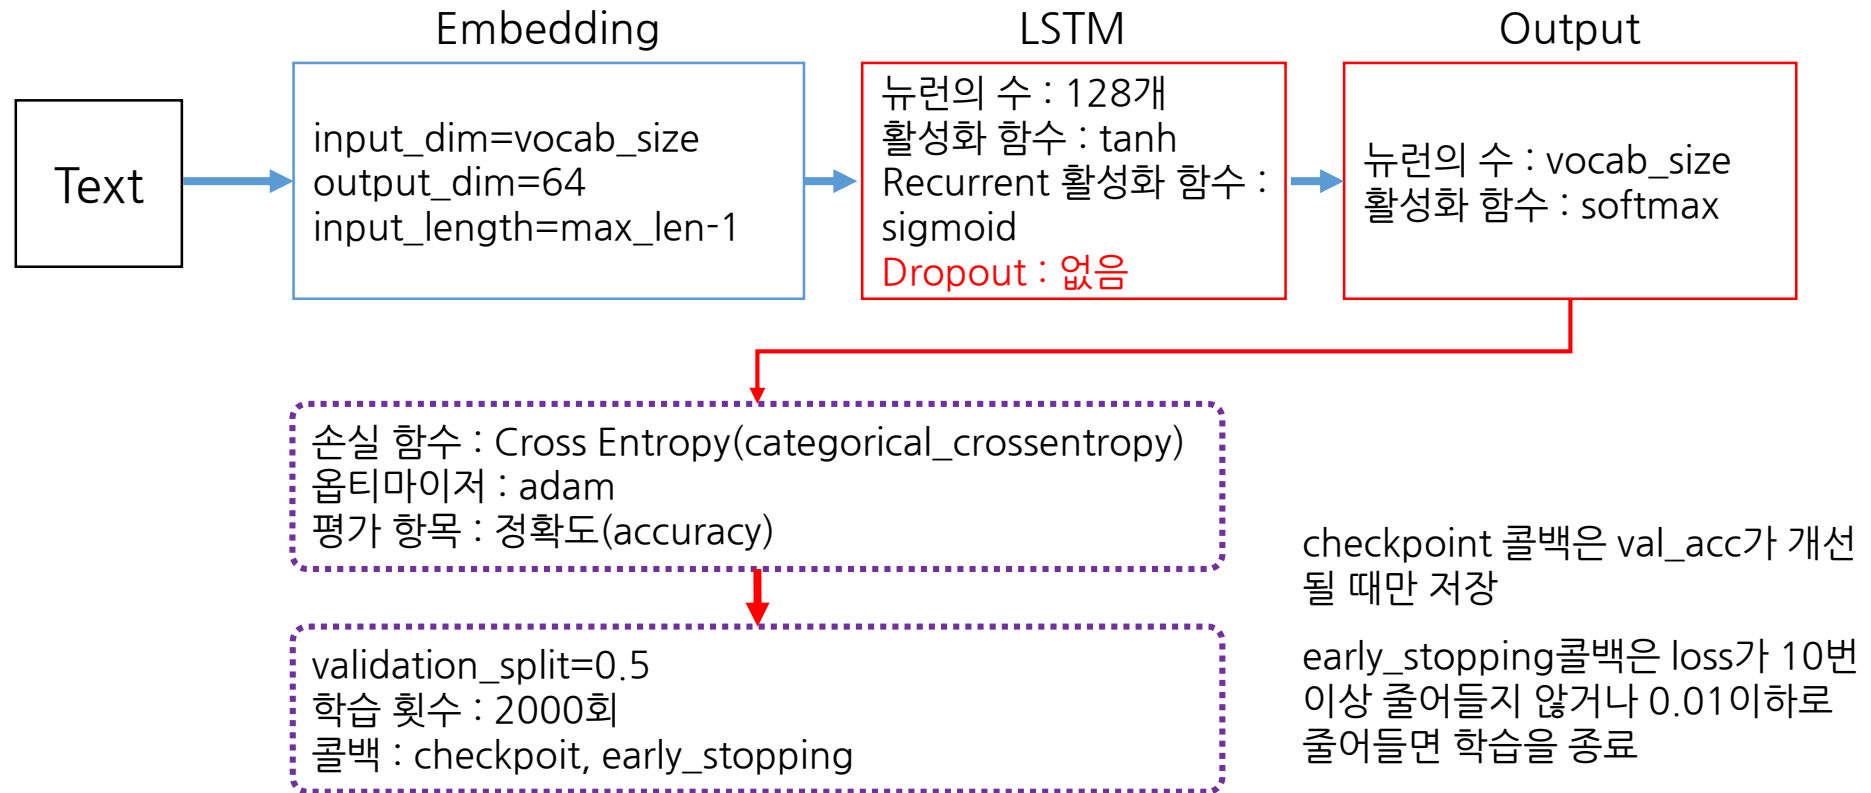 Embedding
LSTM
Output
Text
input_dim=vocab_size
output_dim=64
input_length=max_len-1
뉴런의 수 : 128개
활성화 함수 : tanh
Recurrent 활성화 함수 :
sigmoid
Dropout : 없음
뉴런의 수 : vocab_size
활성화 함수 : softmax
손실 함수 : Cross Entropy(categorical_crossentropy)
옵티마이저 : adam
평가 항목 : 정확도(accuracy)
validation_split=0.5
학습 횟수 : 2000회
콜백 : checkpoit, early_stopping
checkpoint 콜백은 val_acc가 개선
될 때만 저장
early_stopping콜백은 loss가 10번
이상 줄어들지 않거나 0.01이하로
줄어들면 학습을 종료